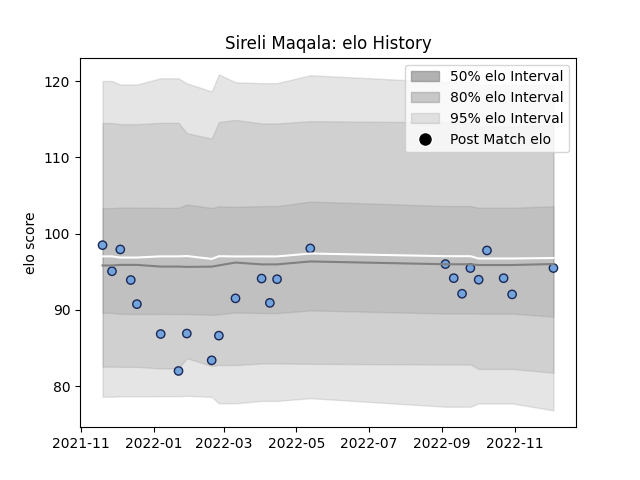 Sireli Maqala: elo History
50% elo Interval
80% elo Interval
95% elo Interval
Post Match elo
elo score
120
110
100
90
80
2021-11 2022-01 2022-03 2022-05 2022-07 2022-09 2022-11